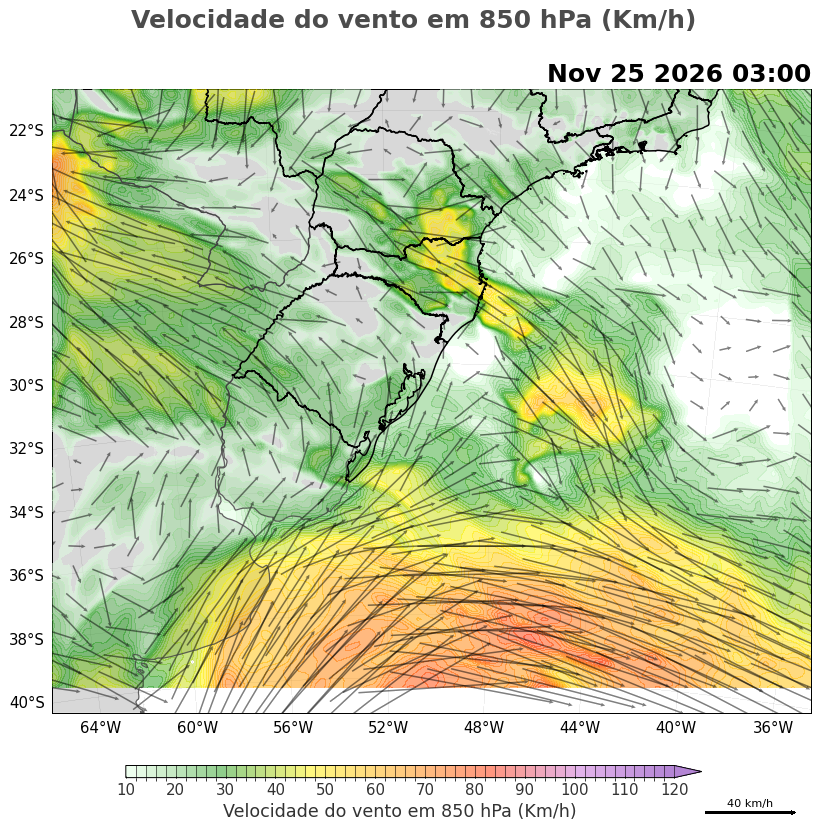 Velocidade do vento em 850 hPa (Km/h)
Nov 25 2026 03:00
22°S
24°S
26°S
28°S
30°S
32°S
34°S
36°S
38°S
40°S
64°W 60°W 56°W 52°W 48°W 44°W 40°W 36°W
10 20 30 40 50 60 70 80 90 100 110 120
Velocidade do vento em 850 hPa (Km/h)
40 km/h